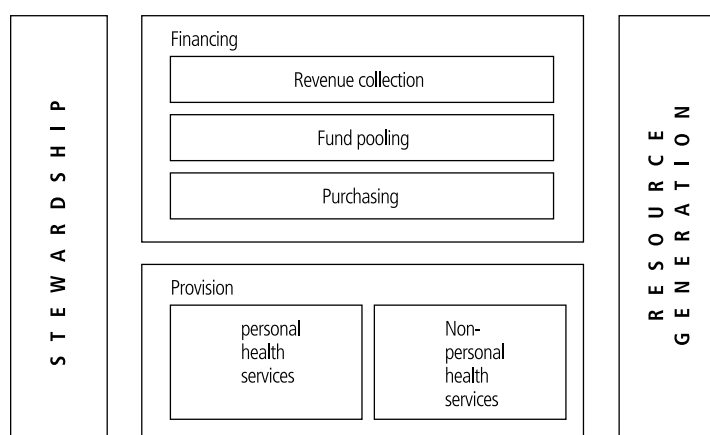 STEWARDSHIP
Financing
Revenue collection
Fund pooling
Purchasing
Provision
personal
health
services
Non-
personal
health
services
RESOURCE
GENERATION